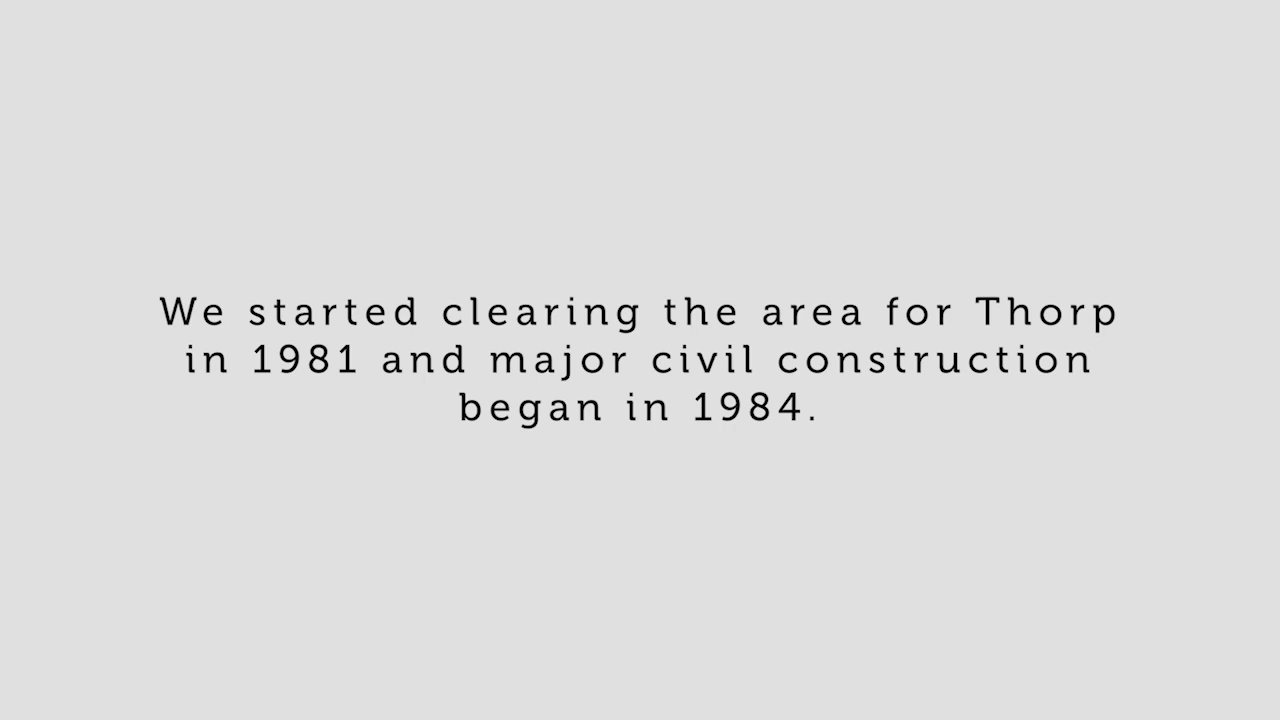 We started clearing the area for Thorp
in 1981 and major civil construction
began in 1984.